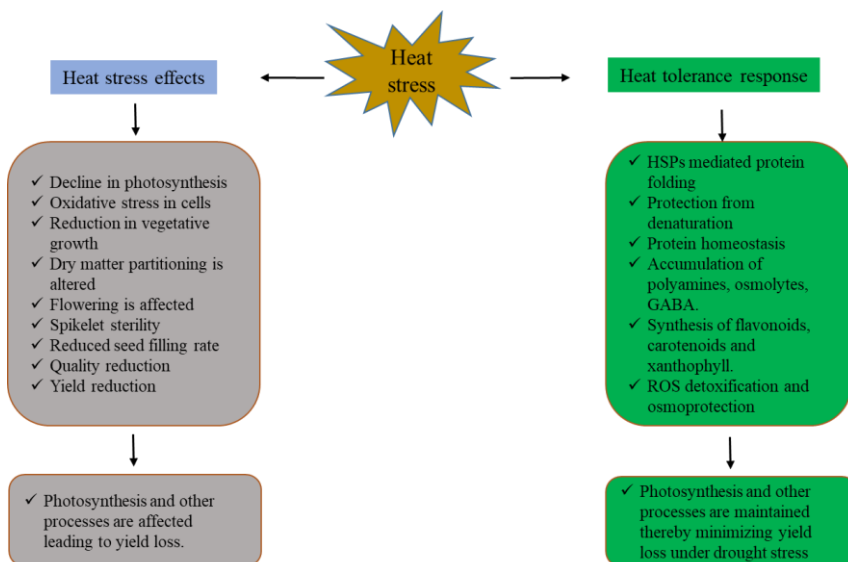 Heat
stress
Heat stress effects
Heat tolerance response
✓ Decline in photosynthesis
✓ Oxidative stress in cells
✓ Reduction in vegetative
growth
✓ Dry matter partitioning is
altered
✓ Flowering is affected
✓ Spikelet sterility
✓ Reduced seed filling rate
✓ Quality reduction
✓ Yield reduction
✓ HSPs mediated protein
folding
✓ Protection from
denaturation
✓ Protein homeostasis
✓ Accumulation of
polyamines, osmolytes,
GABA.
✓ Synthesis of flavonoids,
carotenoids and
xanthophyll.
✓ ROS detoxification and
osmoprotection
✓ Photosynthesis and other
processes are affected
leading to yield loss.
✓ Photosynthesis and other
processes are maintained
thereby minimizing yield
loss under drought stress